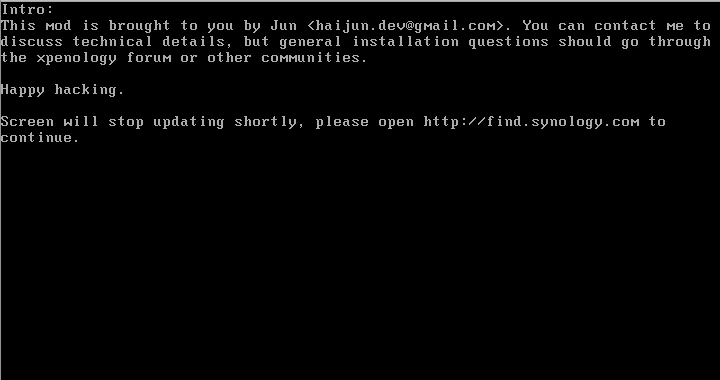 Intro:
This mod is brought to you by Jun <haijun.dev@gmail.com>. You can contact me to
discuss technical details, but general installation questions should go through
the xpenology forum or other communities.
Happy hacking.
Screen will stop updating shortly, please open http://find.synology.com to
continue.